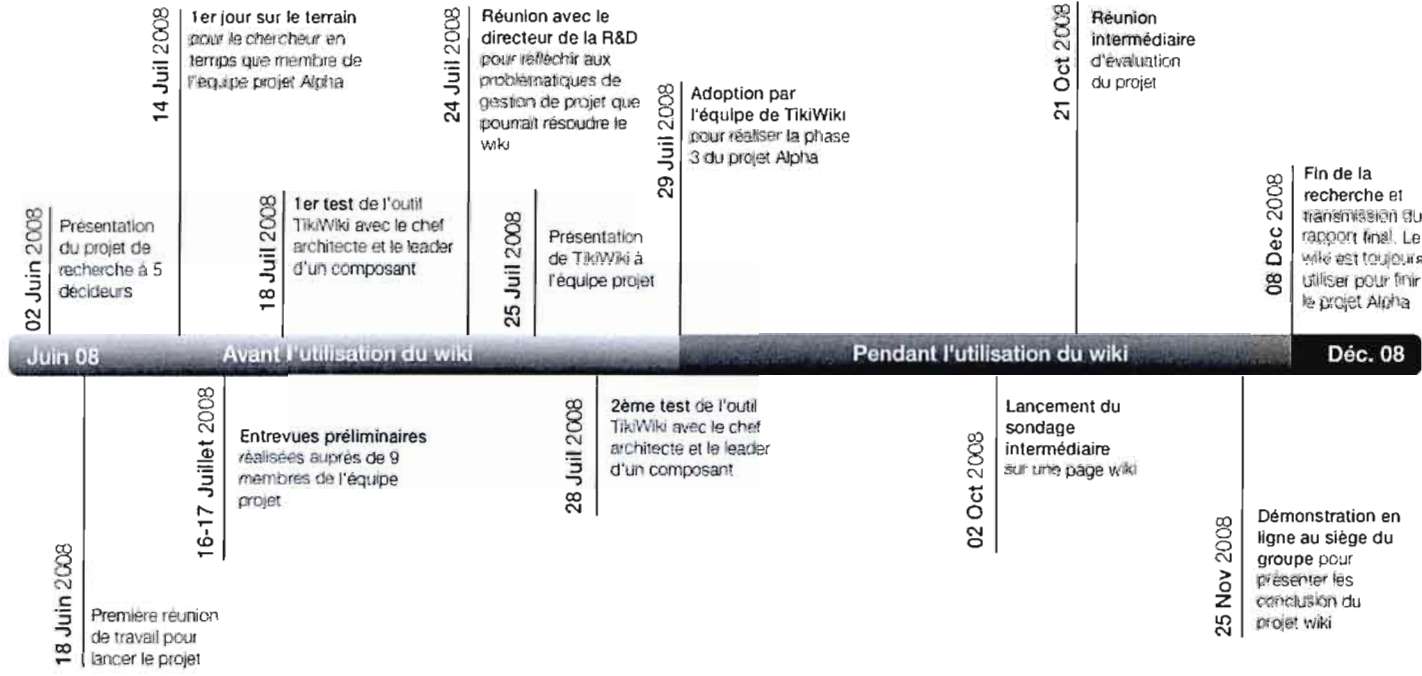 14 Juil 2008
1er jour sur le terrain
pour le chercheur en
temps que membre de
l'équipe projet Alpha
24 Juil 2008
Réunion avec le
directeur de la R&D
pour réfléchir aux
problématiques de
gestion de projet que
pourrait résoudre le
wiki
21 Oct 2008
Réunion
intermédiaire
d'évaluation
du projet
29 Juil 2008
Adoption par
l'équipe de TikiWiki
pour réaliser la phase
3 du projet Alpha
02 Juin 2008
Présentation
du projet de
recherche à 5
décideurs
18 Juil 2008
1er test de l'outil
TikiWiki avec le chef
architecte et le leader
d'un composant
25 Juil 2008
Présentation
de TikiWiki à
l'équipe projet
08 Dec 2008
Fin de la
recherche et
transmission du
rapport final. Le
wiki est toujours
utiliser pour finir
le projet Alpha
Juin 08
Avant l'utilisation du wiki
Pendant l'utilisation du wiki
Déc. 08
18 Juin 2008
Première réunion
de travail pour
lancer le projet
16-17 Juillet 2008
Entrevues préliminaires
réalisées auprès de 9
membres de l'équipe
projet
28 Juil 2008
2ème test de l'outil
TikiWiki avec le chef
architecte et le leader
d'un composant
02 Oct 2008
Lancement du
sondage
intermédiaire
sur une page wiki
25 Nov 2008
Démonstration en
ligne au siège du
groupe pour
présenter les
conclusion du
projet wiki